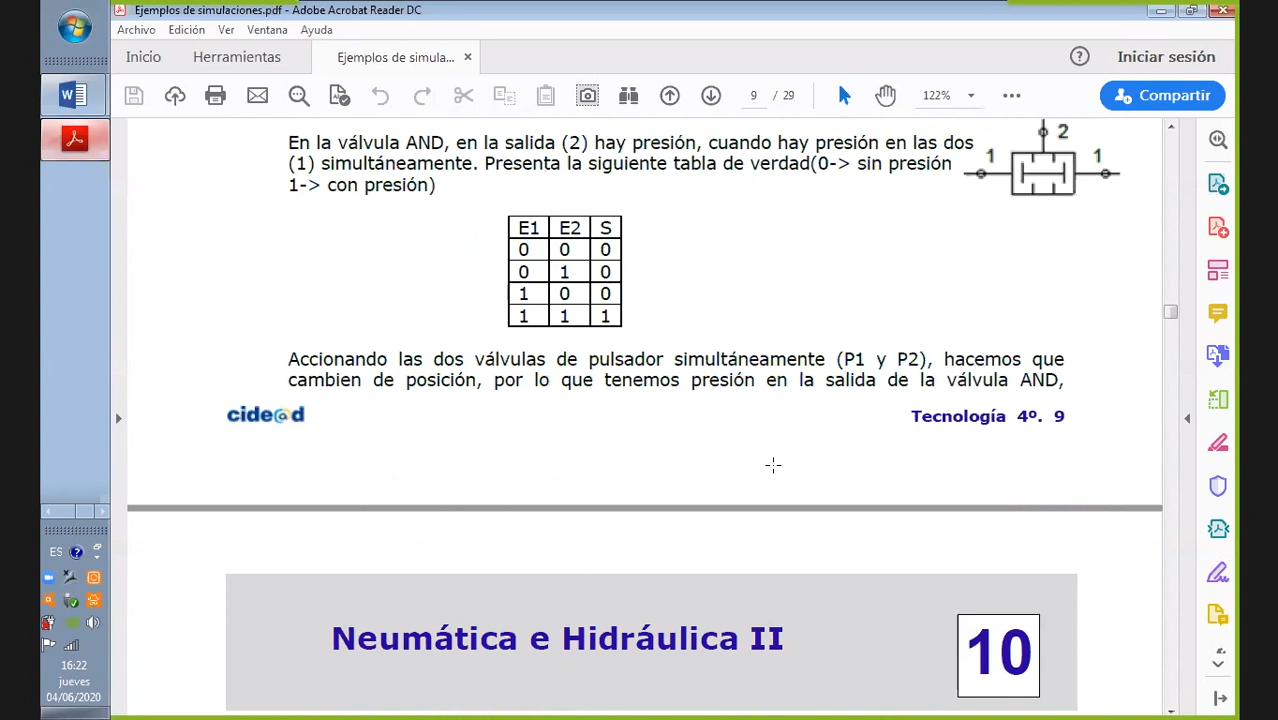 Ejemplos de simulaciones.pdf - Adobe Acrobat Reader DC
Archivo Edición Ver Ventana Ayuda
Inicio Herramientas Ejemplos de simula... × ? Iniciar sesión
9 / 29 122% Compartir
En la válvula AND, en la salida (2) hay presión, cuando hay presión en las dos
(1) simultáneamente. Presenta la siguiente tabla de verdad(0-> sin presión
1-> con presión)
2
1 1
E1 E2 S
0 0 0
0 1 0
1 0 0
1 1 1
Accionando las dos válvulas de pulsador simultáneamente (P1 y P2), hacemos que
cambien de posición, por lo que tenemos presión en la salida de la válvula AND,
cide@d Tecnología 4º. 9
Neumática e Hidráulica II 10
ES
16:22
jueves
04/06/2020